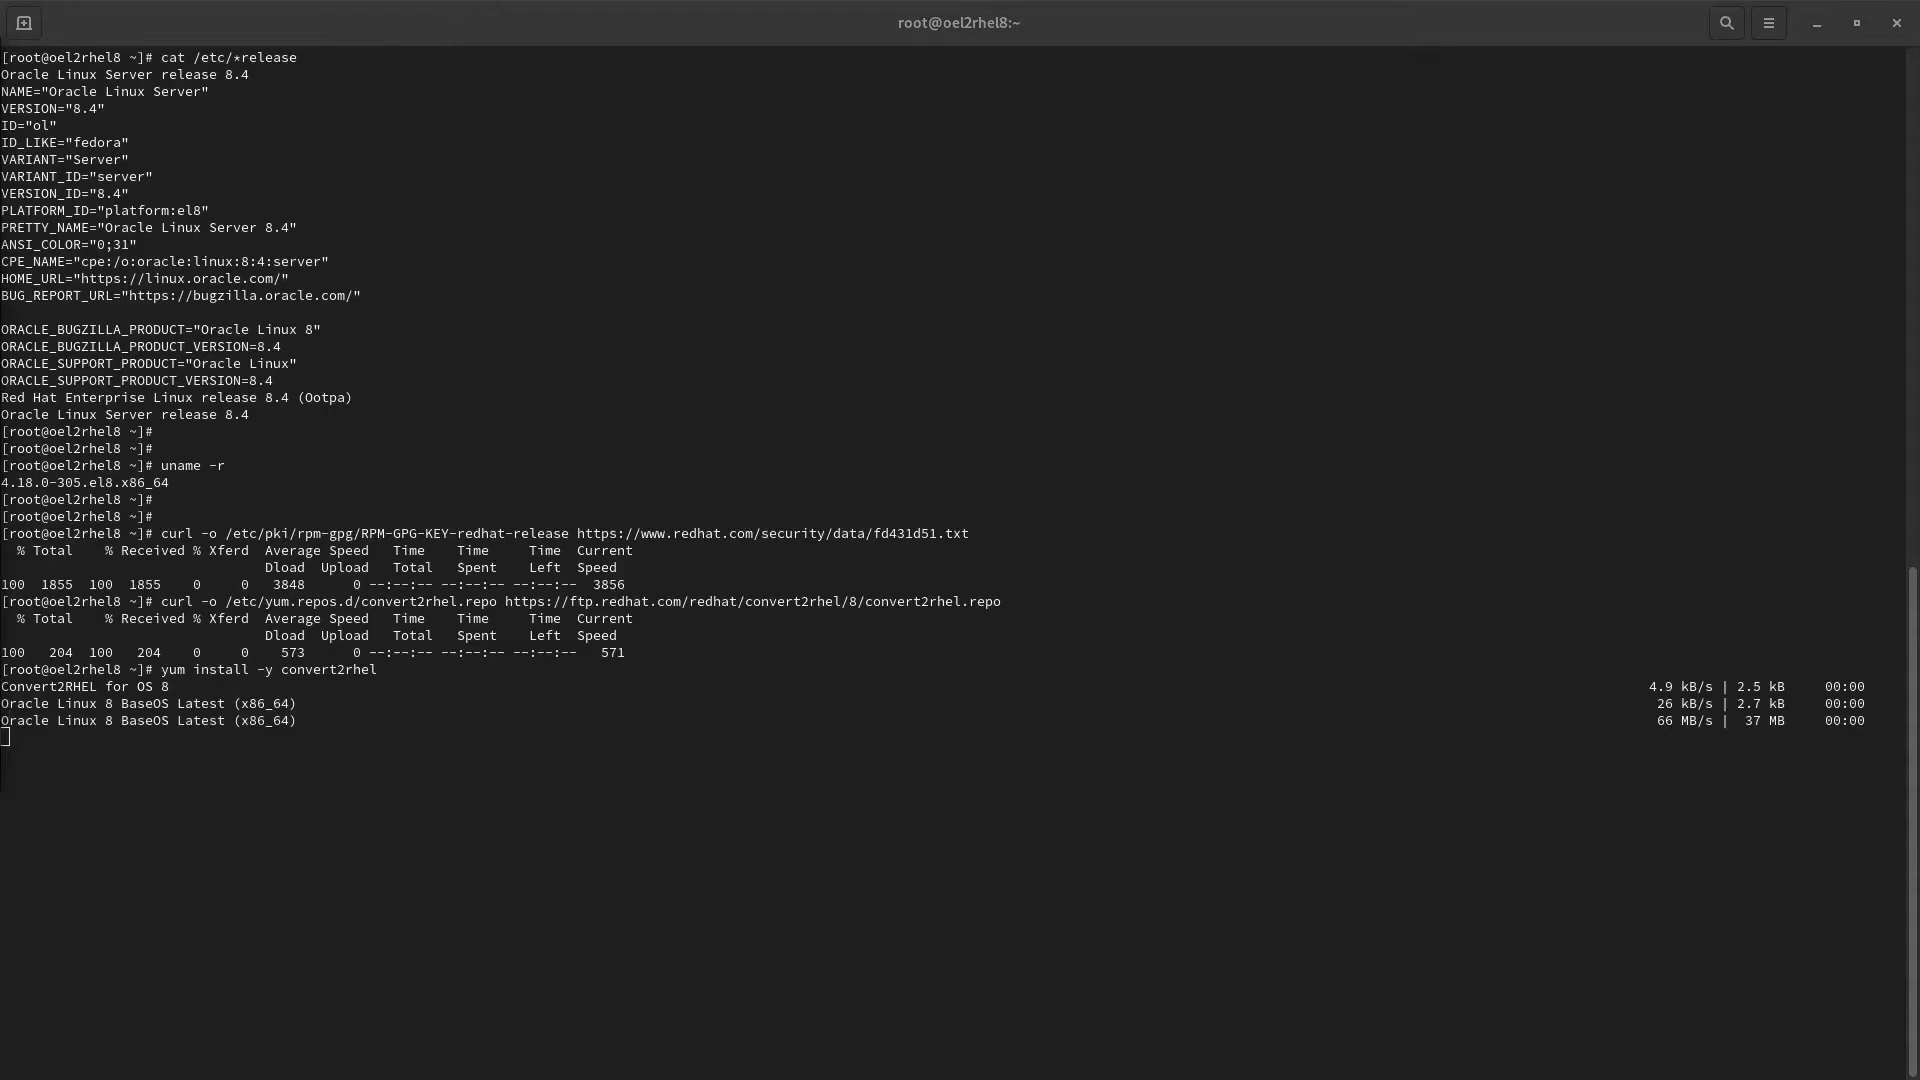 root@oel2rhel8:~
[root@oel2rhel8 ~]# cat /etc/*release
Oracle Linux Server release 8.4
NAME="Oracle Linux Server"
VERSION="8.4"
ID="ol"
ID_LIKE="fedora"
VARIANT="Server"
VARIANT_ID="server"
VERSION_ID="8.4"
PLATFORM_ID="platform:el8"
PRETTY_NAME="Oracle Linux Server 8.4"
ANSI_COLOR="0;31"
CPE_NAME="cpe:/o:oracle:linux:8:4:server"
HOME_URL="https://linux.oracle.com/"
BUG_REPORT_URL="https://bugzilla.oracle.com/"

ORACLE_BUGZILLA_PRODUCT="Oracle Linux 8"
ORACLE_BUGZILLA_PRODUCT_VERSION=8.4
ORACLE_SUPPORT_PRODUCT="Oracle Linux"
ORACLE_SUPPORT_PRODUCT_VERSION=8.4
Red Hat Enterprise Linux release 8.4 (Ootpa)
Oracle Linux Server release 8.4
[root@oel2rhel8 ~]#
[root@oel2rhel8 ~]#
[root@oel2rhel8 ~]# uname -r
4.18.0-305.el8.x86_64
[root@oel2rhel8 ~]#
[root@oel2rhel8 ~]#
[root@oel2rhel8 ~]# curl -o /etc/pki/rpm-gpg/RPM-GPG-KEY-redhat-release https://www.redhat.com/security/data/fd431d51.txt
  % Total    % Received % Xferd  Average Speed   Time    Time     Time  Current
                                 Dload  Upload   Total   Spent    Left  Speed
100  1855  100  1855    0     0   3848      0 --:--:-- --:--:-- --:--:--  3856
[root@oel2rhel8 ~]# curl -o /etc/yum.repos.d/convert2rhel.repo https://ftp.redhat.com/redhat/convert2rhel/8/convert2rhel.repo
  % Total    % Received % Xferd  Average Speed   Time    Time     Time  Current
                                 Dload  Upload   Total   Spent    Left  Speed
100   204  100   204    0     0    573      0 --:--:-- --:--:-- --:--:--   571
[root@oel2rhel8 ~]# yum install -y convert2rhel
Convert2RHEL for OS 8    4.9 kB/s | 2.5 kB     00:00
Oracle Linux 8 BaseOS Latest (x86_64)    26 kB/s | 2.7 kB     00:00
Oracle Linux 8 BaseOS Latest (x86_64)    66 MB/s |  37 MB     00:00